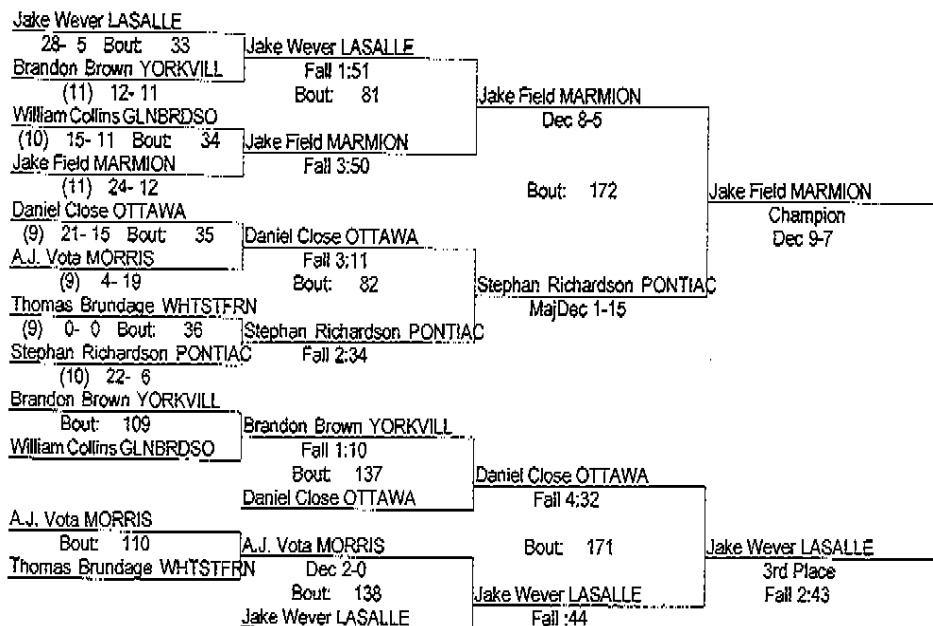 Jake Wever LASALLE
28- 5 Bout: 33
Brandon Brown YORKVILL
(11) 12- 11
William Collins GLNBRDSO
(10) 15- 11 Bout: 34
Jake Field MARMION
(11) 24- 12
Daniel Close OTTAWA
(9) 21- 15 Bout: 35
A.J. Vota MORRIS
(9) 4- 19
Thomas Brundage WHTSTFRN
(9) 0- 0 Bout: 36
Stephan Richardson PONTIAC
(10) 22- 6
Jake Wever LASALLE
Fall 1:51
Bout: 81
Jake Field MARMION
Fall 3:50
Daniel Close OTTAWA
Fall 3:11
Bout: 82
Stephan Richardson PONTIAC
Fall 2:34
Jake Field MARMION
Dec 8-5
Bout: 172
Stephan Richardson PONTIAC
MajDec 1-15
Jake Field MARMION
Champion
Dec 9-7
Brandon Brown YORKVILL
Bout: 109
William Collins GLNBRDSO
A.J. Vota MORRIS
Bout: 110
Thomas Brundage WHTSTFRN
Brandon Brown YORKVILL
Fall 1:10
Bout: 137
Daniel Close OTTAWA
A.J. Vota MORRIS
Dec 2-0
Bout: 138
Jake Wever LASALLE
Daniel Close OTTAWA
Fall 4:32
Bout: 171
Jake Wever LASALLE
Fall :44
Jake Wever LASALLE
3rd Place
Fall 2:43